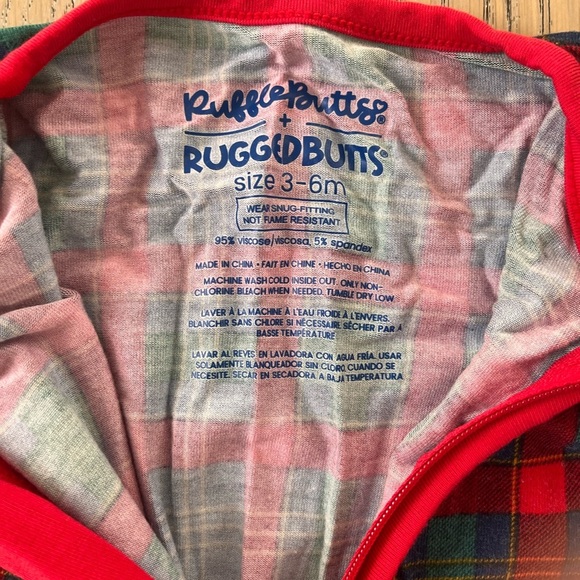 RuffleButts®
+
RUGGEDBUTTS®
size 3-6m
WEAR SNUG-FITTING
NOT FLAME RESISTANT
95% viscose/viscosa, 5% spandex
MADE IN CHINA • FAIT EN CHINE • HECHO EN CHINA
MACHINE WASH COLD INSIDE OUT. ONLY NON-
CHLORINE BLEACH WHEN NEEDED. TUMBLE DRY LOW
LAVER À LA MACHINE À L'EAU FROIDE À L'ENVERS.
BLANCHIR SANS CHLORE SI NÉCESSAIRE SÉCHER PAR À
BASSE TEMPÉRATURE
LAVAR AL REVES EN LAVADORA CON AGUA FRÍA. USAR
SOLAMENTE BLANQUEADOR SIN CLORO, CUANDO SE
NECESITE, SECAR EN SECADORA A BAJA TEMPERATURA